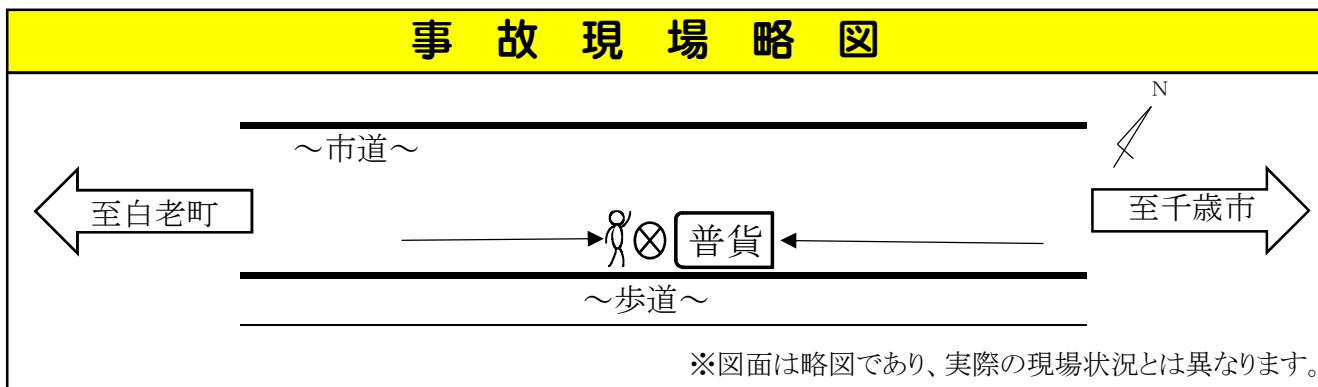 事故現場略図
N
～市道～
至白老町
至千歳市
普貨
～歩道～
※図面は略図であり、実際の現場状況とは異なります。